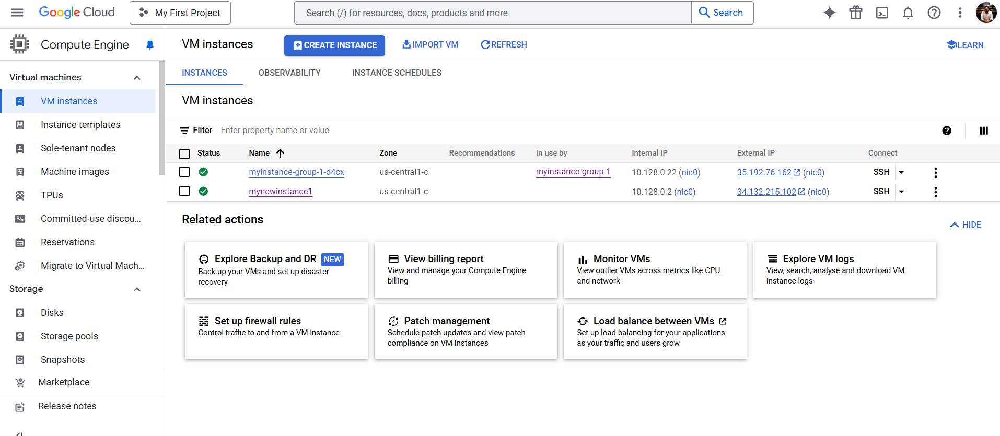 Google Cloud
My First Project
Search (/) for resources, docs, products and more
Search
Compute Engine
VM instances
CREATE INSTANCE
IMPORT VM
REFRESH
LEARN
Virtual machines
VM instances
Instance templates
Sole-tenant nodes
Machine images
TPUs
Committed-use discou...
Reservations
Migrate to Virtual Mach...
Storage
Disks
Storage pools
Snapshots
Marketplace
Release notes
INSTANCES OBSERVABILITY INSTANCE SCHEDULES
VM instances
Filter Enter property name or value
Status Name Zone Recommendations In use by Internal IP External IP Connect
myinstance-group-1-d4cx us-central1-c myinstance-group-1 10.128.0.22 (nic0) 35.192.76.162 (nic0) SSH
mynewinstance1 us-central1-c 10.128.0.2 (nic0) 34.132.215.102 (nic0) SSH
Related actions
HIDE
Explore Backup and DR NEW
Back up your VMs and set up disaster
recovery
View billing report
View and manage your Compute Engine
billing
Monitor VMs
View outlier VMs across metrics like CPU
and network
Explore VM logs
View, search, analyse and download VM
instance logs
Set up firewall rules
Control traffic to and from a VM instance
Patch management
Schedule patch updates and view patch
compliance on VM instances
Load balance between VMs
Set up load balancing for your applications
as your traffic and users grow